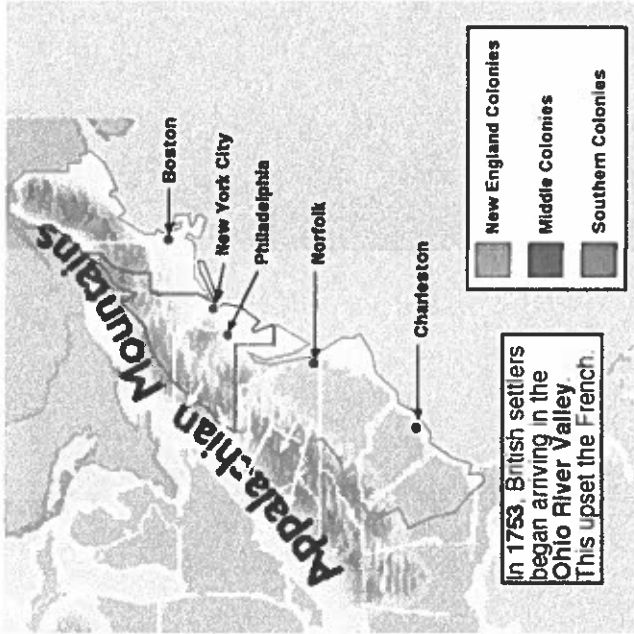 Appalachian Mountains
Boston
New York City
Philadelphia
Norfolk
Charleston
In 1753, British settlers
began arriving in the
Ohio River Valley.
This upset the French.
New England Colonies
Middle Colonies
Southern Colonies